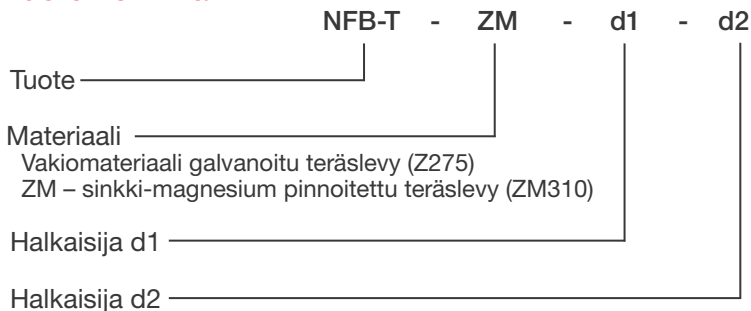 NFB-T - ZM - d1 - d2
Tuote
Materiaali
Vakiomateriaali galvanoitu teräslevy (Z275)
ZM – sinkki-magnesium pinnoitettu teräslevy (ZM310)
Halkaisija d1
Halkaisija d2